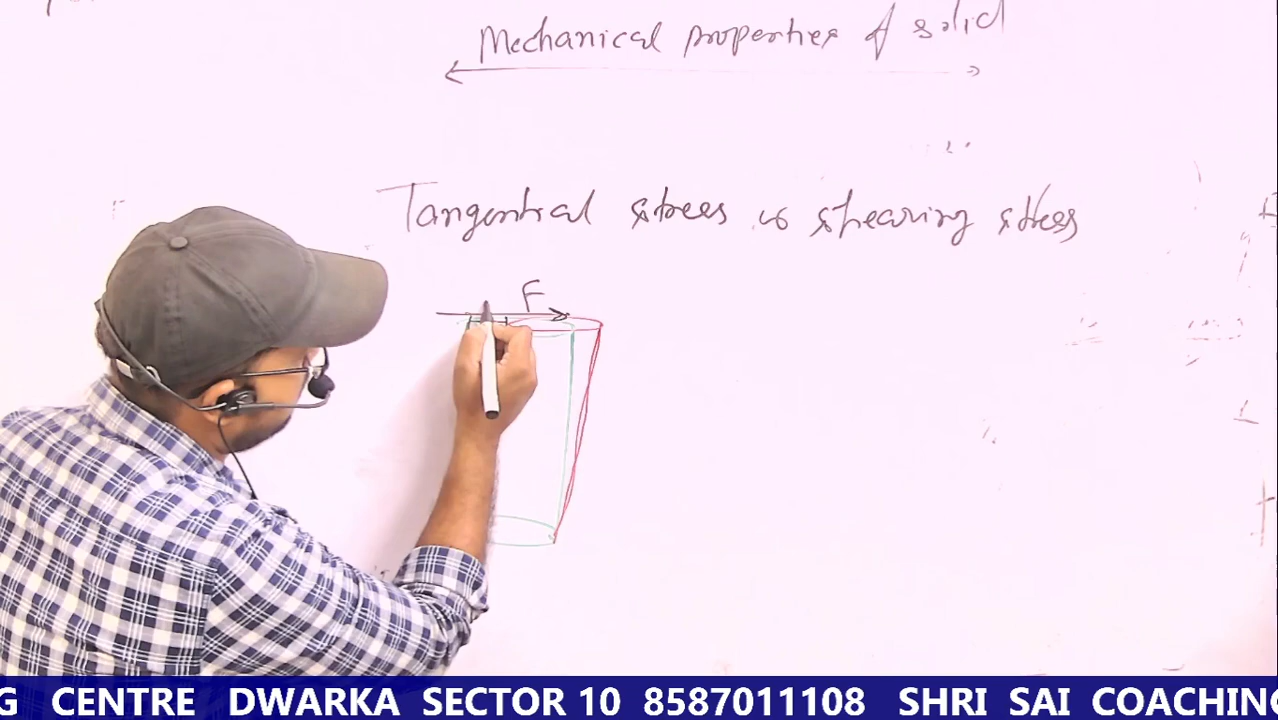 Mechanical properties of solid
Tangential stress is shearing stress
F
G CENTRE DWARKA SECTOR 10 8587011108 SHRI SAI COACHING